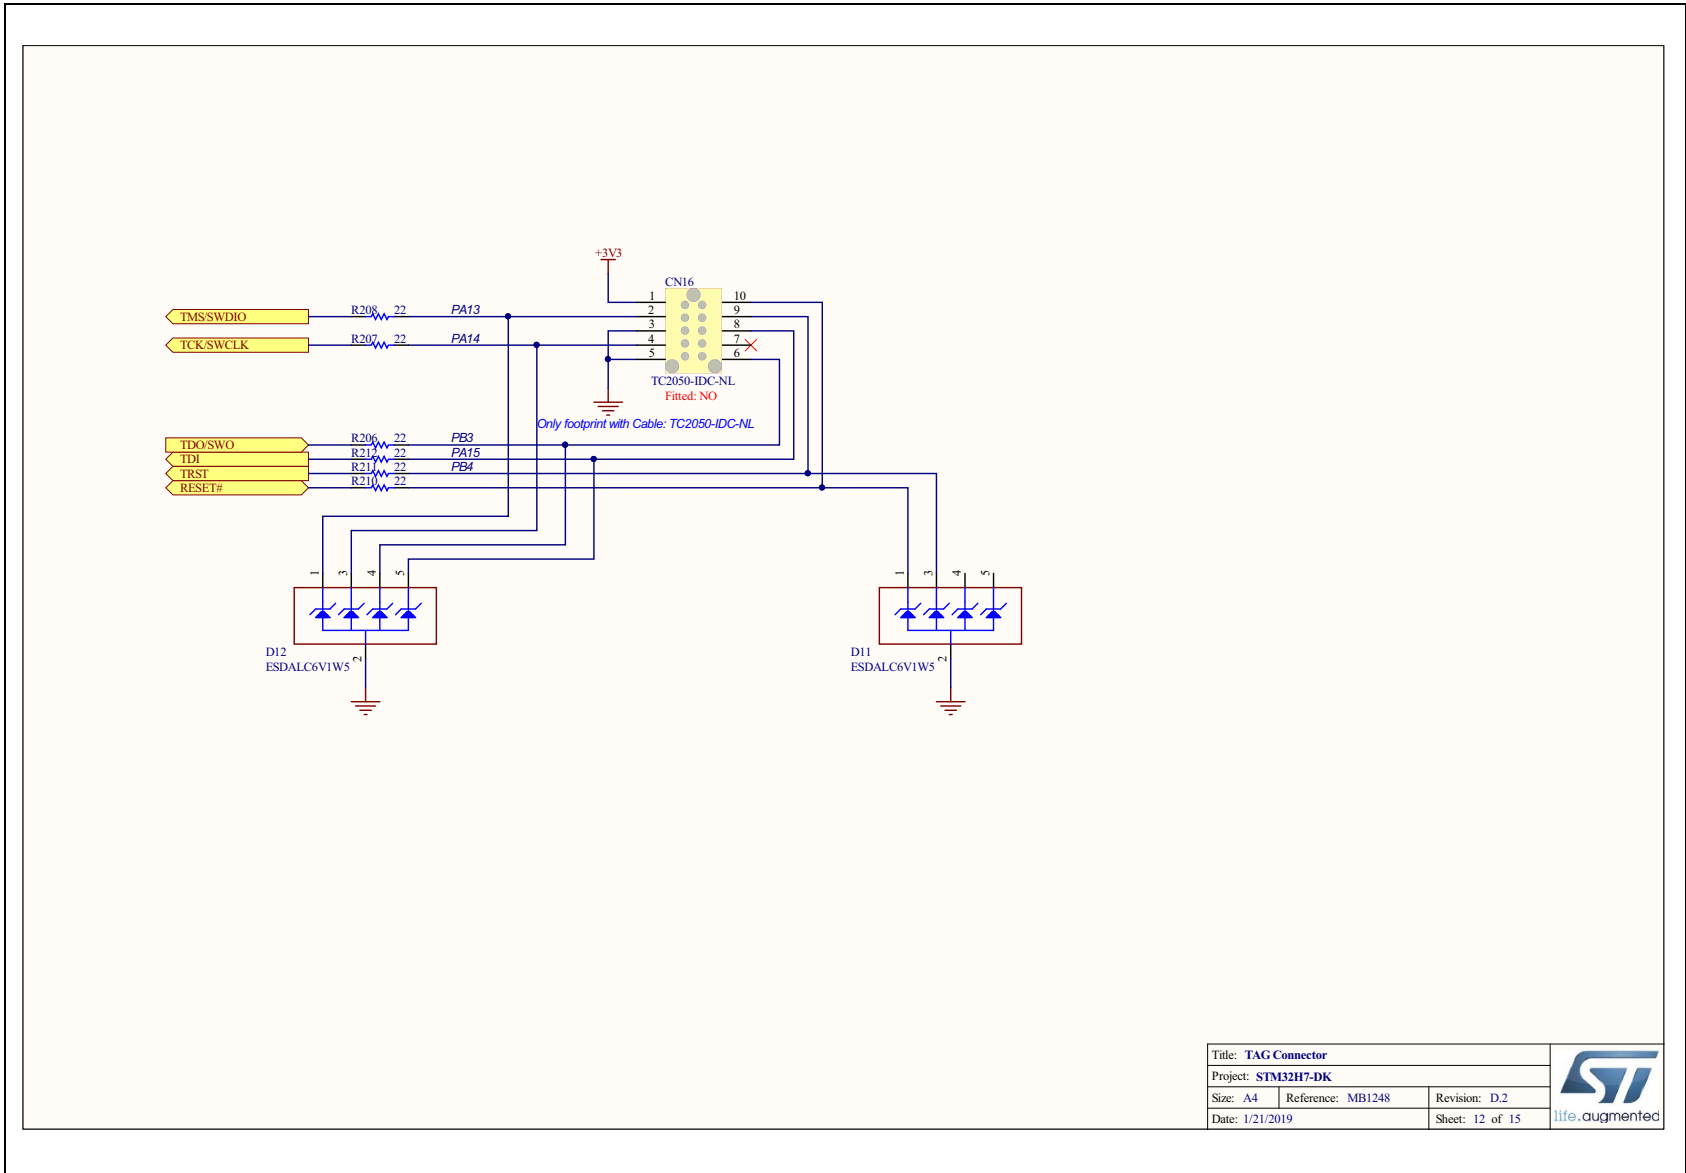 +3V3
CN16
1 10
TMS/SWDIO R208 22 PA13 2 9
3 8
TCK/SWCLK R207 22 PA14 4 7
5 6
TC2050-IDC-NL
Fitted: NO
Only footprint with Cable: TC2050-IDC-NL
TDO/SWO R206 22 PB3
TDI R212 22 PA15
TRST R211 22 PB4
RESET# R210 22
1 3 4 5 1 3 4 5
D12 2 D11 2
ESDALC6V1W5 ESDALC6V1W5
Title: TAG Connector
Project: STM32H7-DK
Size: A4 Reference: MB1248 Revision: D.2
Date: 1/21/2019 Sheet: 12 of 15
ST
life.augmented